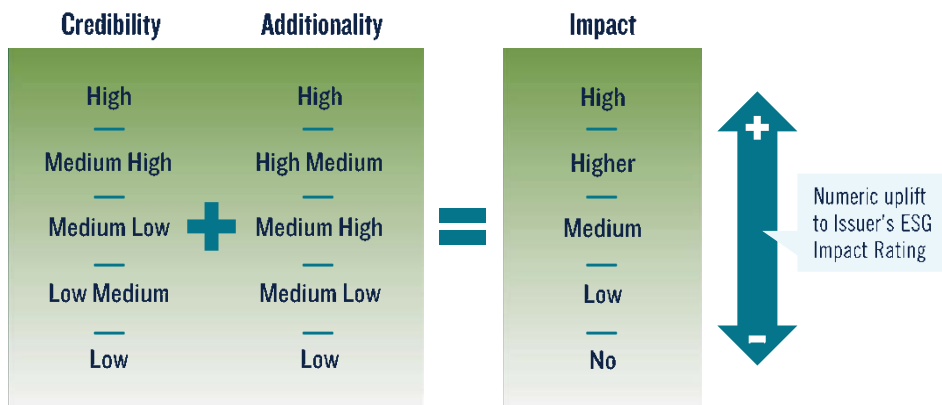 Credibility
Additionality
Impact
High
Medium High
Medium Low
Low Medium
Low
+
High
High Medium
Medium High
Medium Low
Low
=
High
Higher
Medium
Low
No
+
-
Numeric uplift
to Issuer's ESG
Impact Rating